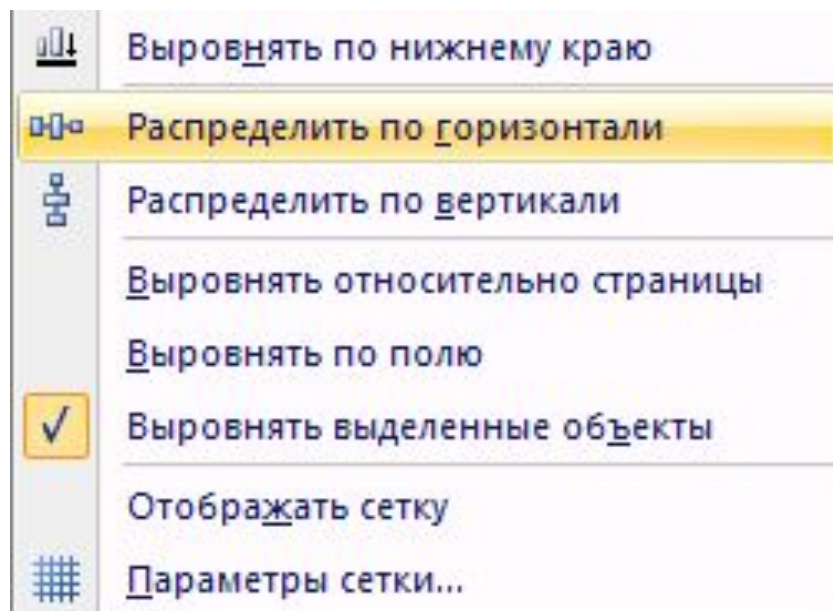 Выровнять по нижнему краю
Распределить по горизонтали
Распределить по вертикали
Выровнять относительно страницы
Выровнять по полю
Выровнять выделенные объекты
Отображать сетку
Параметры сетки...